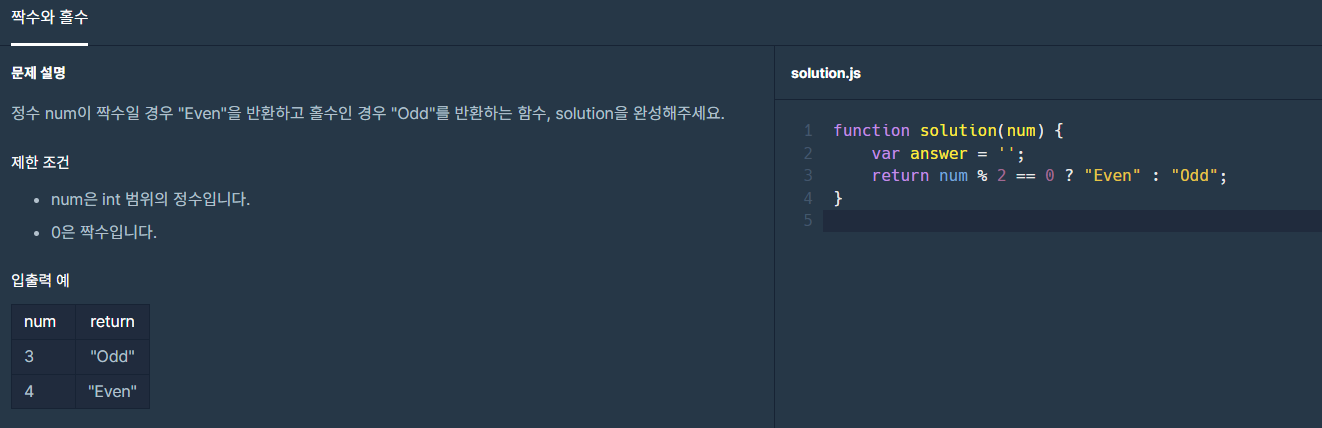 짝수와 홀수
문제 설명
정수 num이 짝수일 경우 "Even"을 반환하고 홀수인 경우 "Odd"를 반환하는 함수, solution을 완성해주세요.
제한 조건
• num은 int 범위의 정수입니다.
• 0은 짝수입니다.
입출력 예
num return
3 "Odd"
4 "Even"
solution.js
1 function solution(num) {
2     var answer = '';
3     return num % 2 == 0 ? "Even" : "Odd";
4 }
5